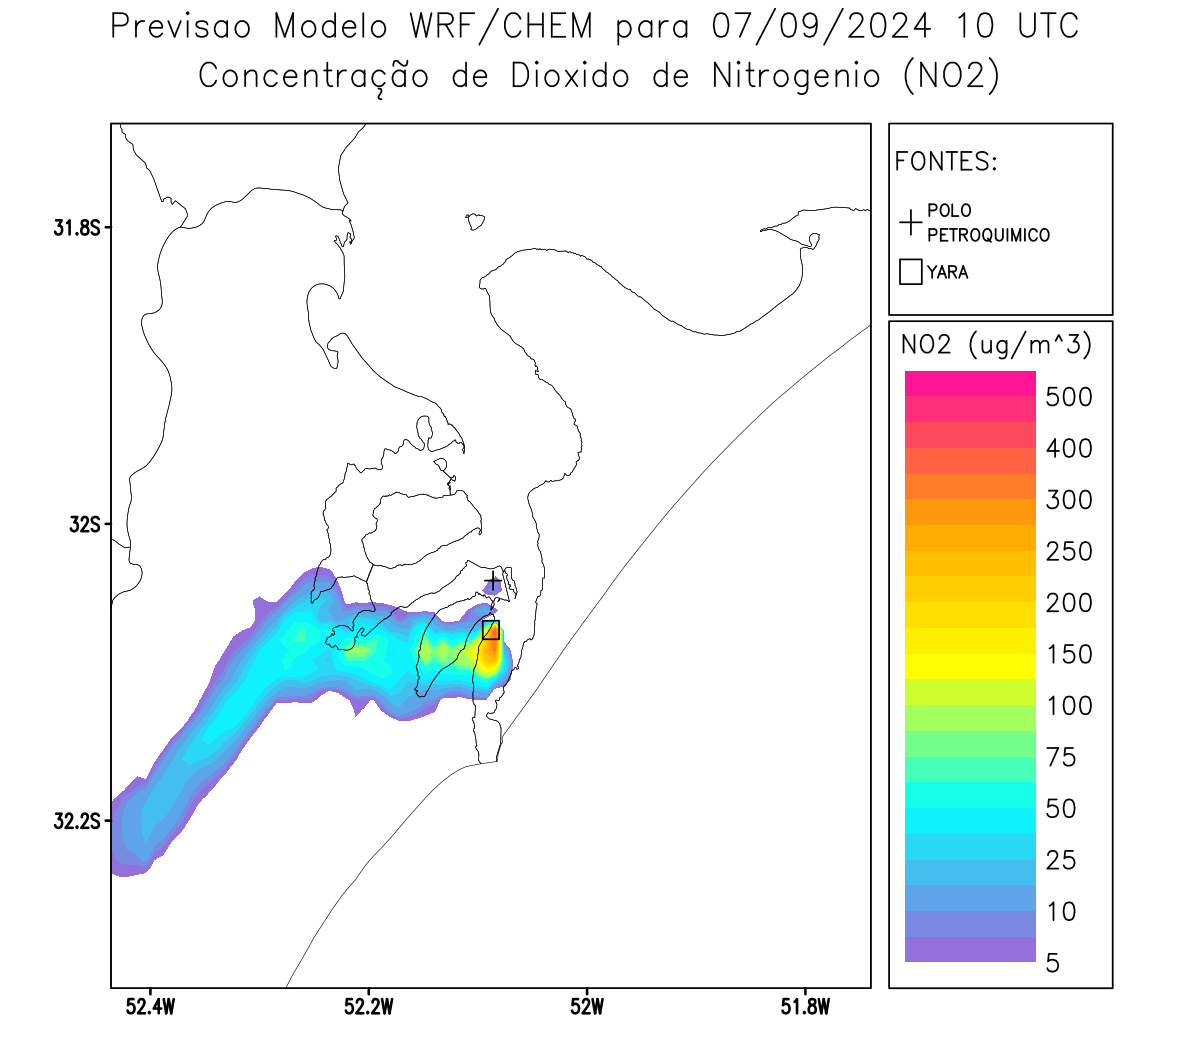 Previsao Modelo WRF/CHEM para 07/09/2024 10 UTC
Concentração de Dioxido de Nitrogenio (NO2)
FONTES:
POLO
PETROQUIMICO
YARA
NO2 (ug/m^3)
500
400
300
250
200
150
100
75
50
25
10
5
31.8S
32S
32.2S
52.4W
52.2W
52W
51.8W